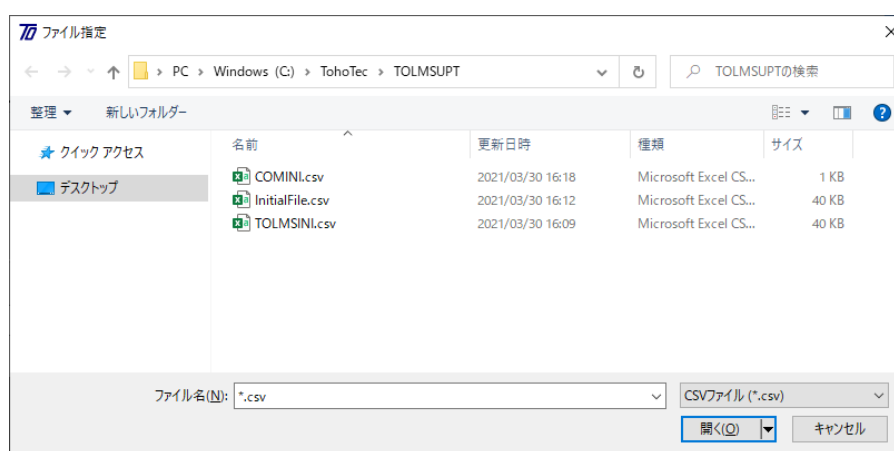 TO ファイル指定
PC > Windows (C:) > TohoTec > TOLMSUPT
TOLMSUPTの検索
整理 新しいフォルダー
クイック アクセス
デスクトップ
名前 更新日時 種類 サイズ
COMINI.csv 2021/03/30 16:18 Microsoft Excel CS... 1 KB
InitialFile.csv 2021/03/30 16:12 Microsoft Excel CS... 40 KB
TOLMSINI.csv 2021/03/30 16:09 Microsoft Excel CS... 40 KB
ファイル名(N): *.csv CSVファイル (*.csv)
開く(O) キャンセル